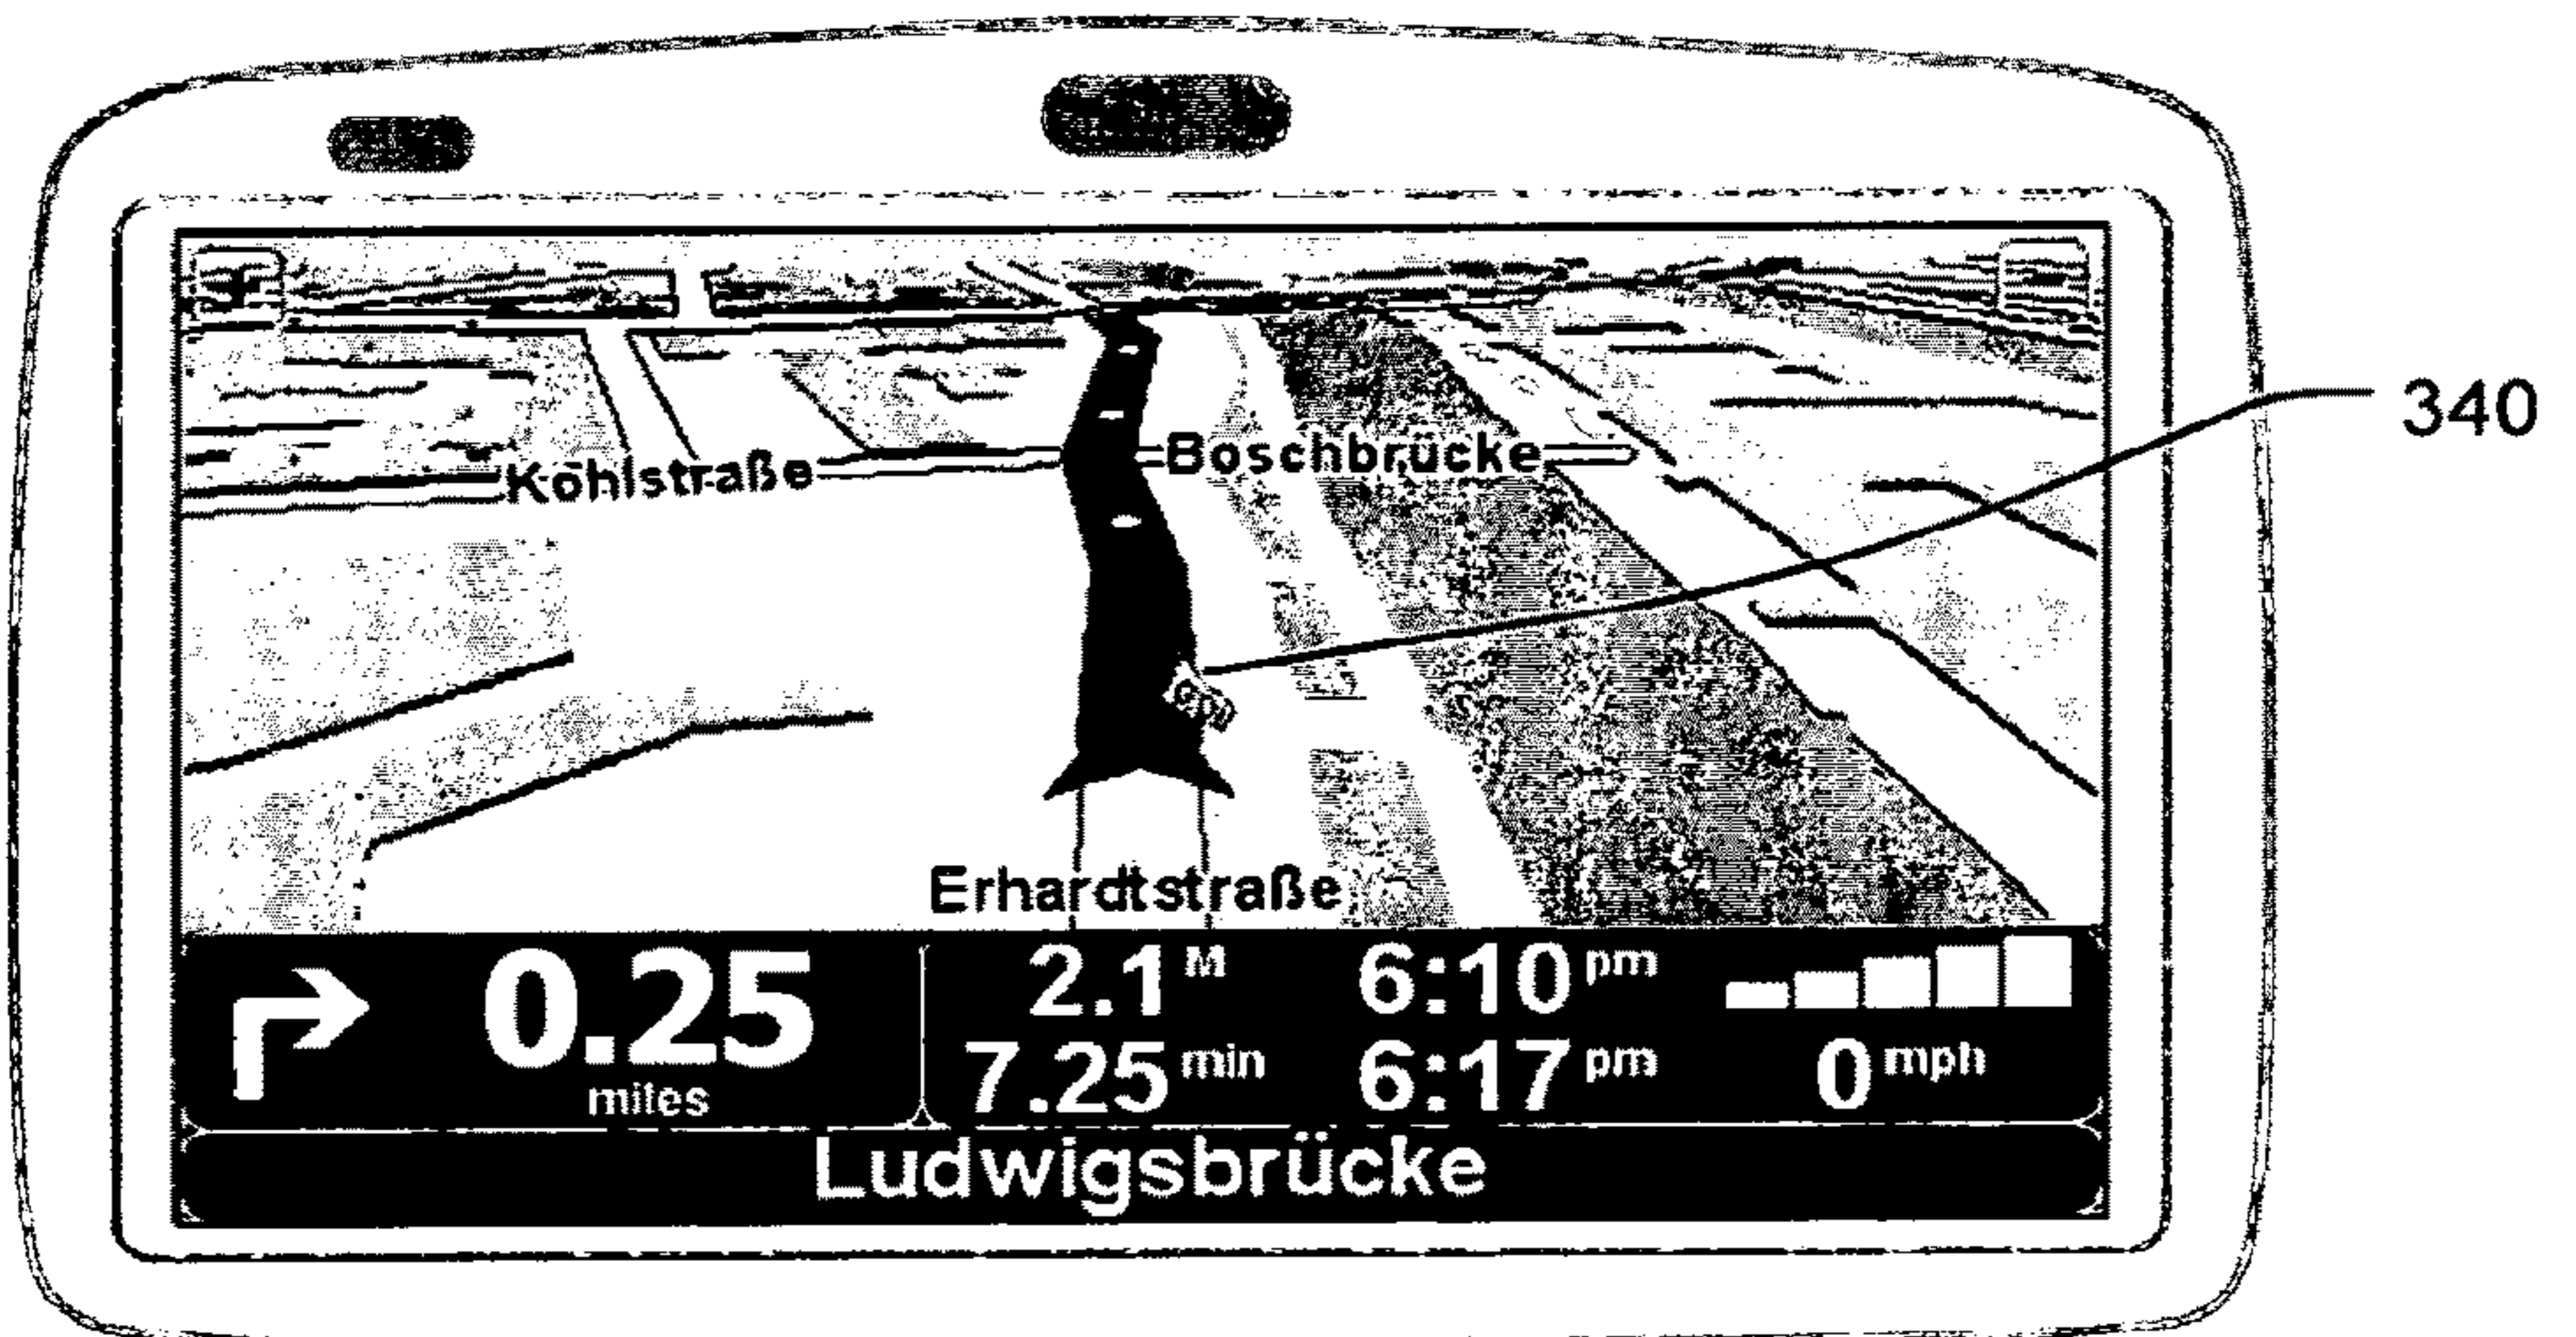 340
Boschbrücke
Kohlstraße
Erhardtstraße
0.25 miles
2.1 M 6:10 pm
7.25 min 6:17 pm
0 mph
Ludwigsbrücke